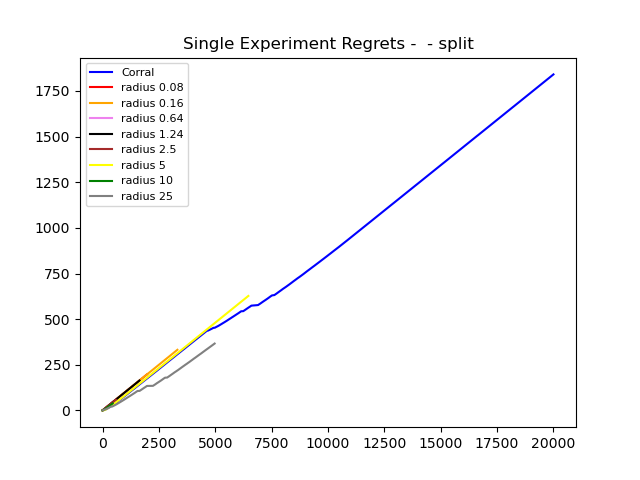 Single Experiment Regrets -  - split
Corral
radius 0.08
radius 0.16
radius 0.64
radius 1.24
radius 2.5
radius 5
radius 10
radius 25
1750
1500
1250
1000
750
500
250
0
0 2500 5000 7500 10000 12500 15000 17500 20000